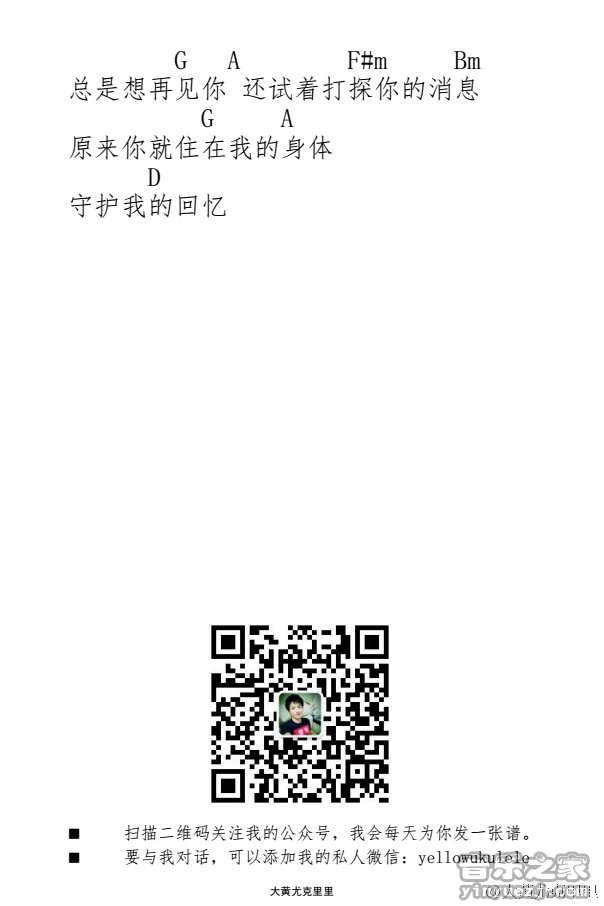 G A F#m Bm
总是想再见你 还试着打探你的消息
G A
原来你就住在我的身体
D
守护我的回忆
■ 扫描二维码关注我的公众号，我会每天为你发一张谱。
■ 要与我对话，可以添加我的私人微信：yellowukulele
音乐之家
大黄尤克里里